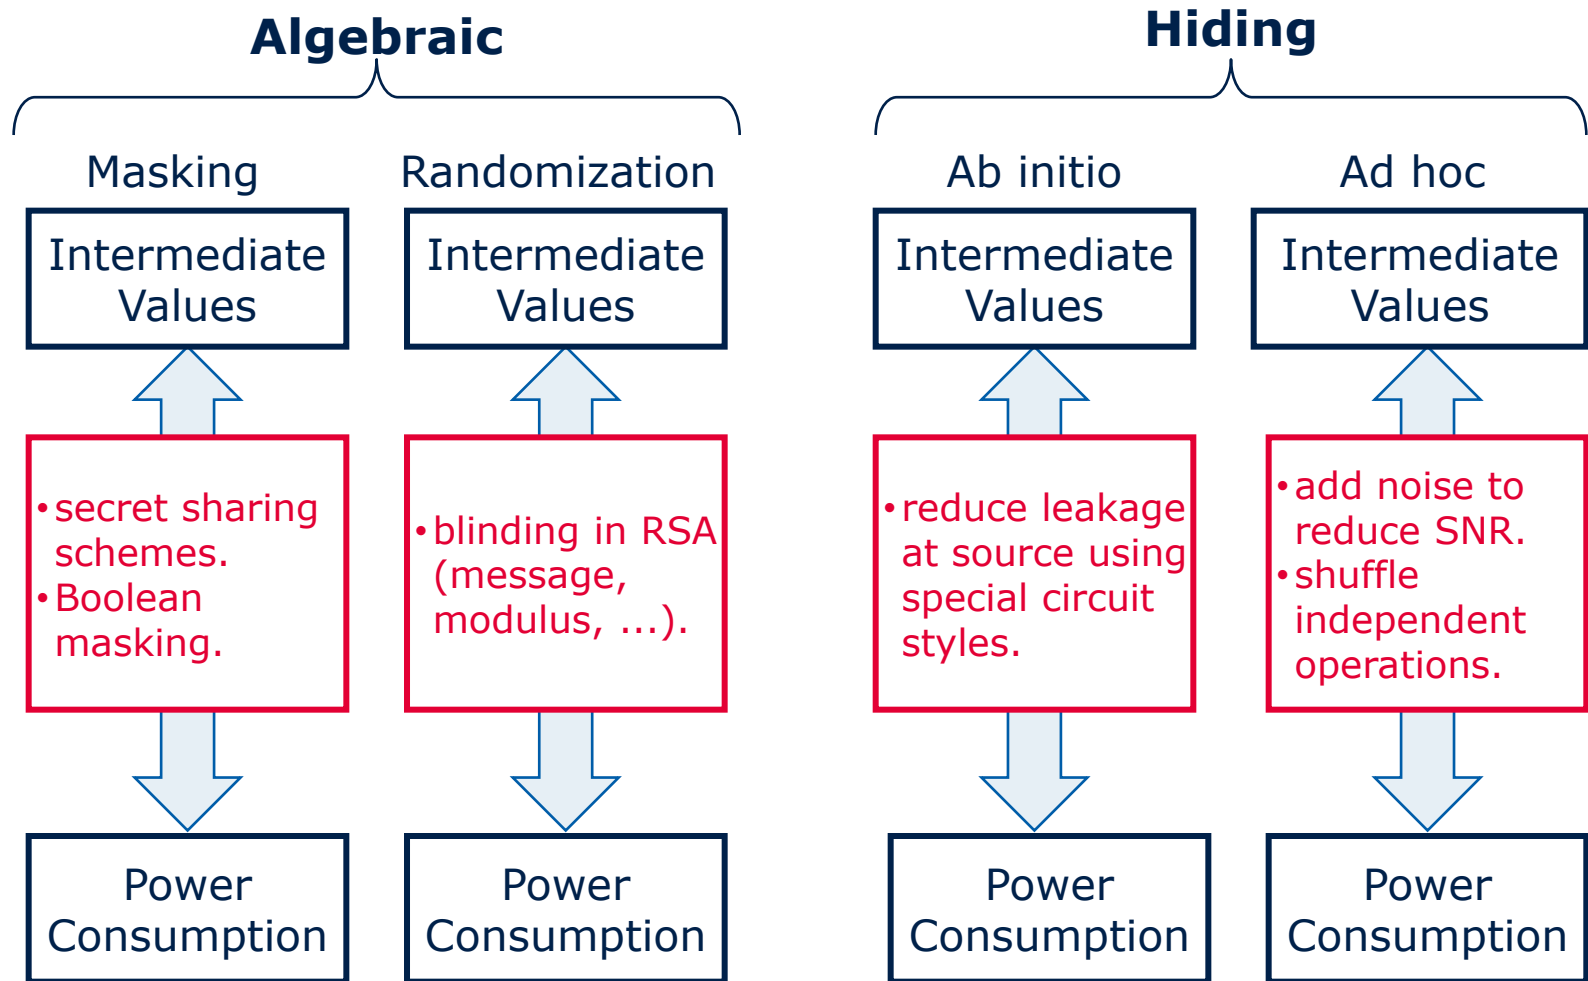 Algebraic
Hiding
Masking
Randomization
Ab initio
Ad hoc
Intermediate
Values
Intermediate
Values
Intermediate
Values
Intermediate
Values
•secret sharing
schemes.
•Boolean
masking.
•blinding in RSA
(message,
modulus, ...).
•reduce leakage
at source using
special circuit
styles.
•add noise to
reduce SNR.
•shuffle
independent
operations.
Power
Consumption
Power
Consumption
Power
Consumption
Power
Consumption